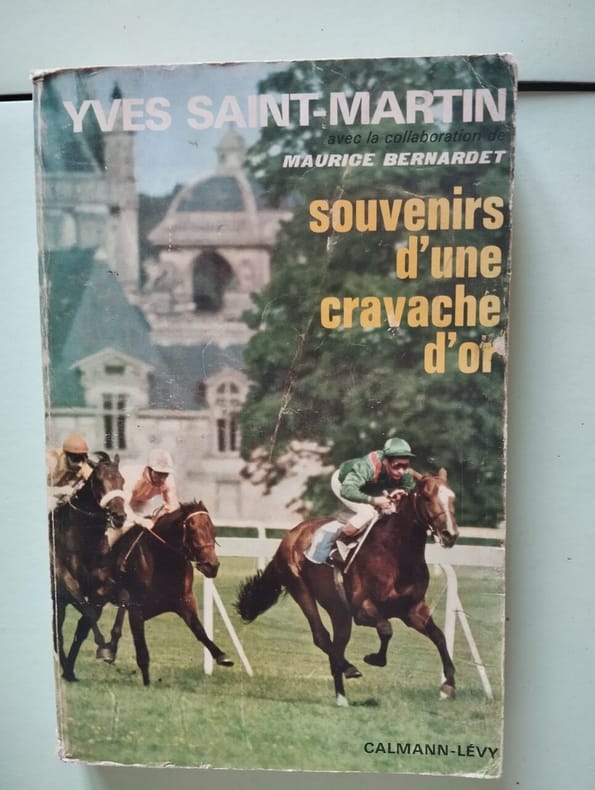 YVES SAINT-MARTIN
avec la collaboration de
MAURICE BERNARDET
souvenirs
d'une
cravache
d'or
CALMANN-LÉVY